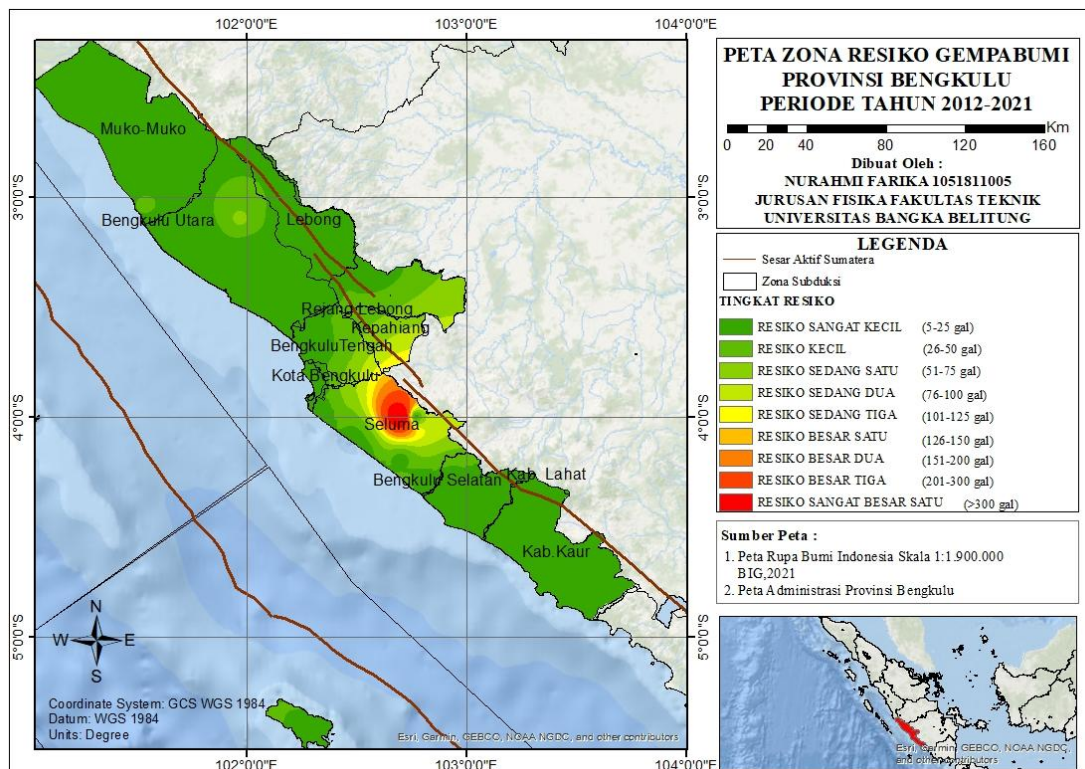 102°0'0"E
103°0'0"E
104°0'0"E
3°0'0"S
4°0'0"S
5°0'0"S
3°0'0"S
4°0'0"S
5°0'0"S
Muko-Muko
Bengkulu Utara
Lebong
Rejang Lebong
Kepahiang
BengkuluTengah
Kota Bengkulu
Seluma
Bengkulu Selatan
Kab. Lahat
Kab.Kaur
N
W
E
S
Coordinate System: GCS WGS 1984
Datum: WGS 1984
Units: Degree
Esri, Garmin, GEBCO, NOAA NGDC, and other contributors
102°0'0"E
103°0'0"E
104°0'0"E
PETA ZONA RESIKO GEMPABUMI
PROVINSI BENGKULU
PERIODE TAHUN 2012-2021
Km
0 20 40 80 120 160
Dibuat Oleh :
NURAHMI FARIKA 1051811005
JURUSAN FISIKA FAKULTAS TEKNIK
UNIVERSITAS BANGKA BELITUNG
LEGENDA
Sesar Aktif Sumatera
Zona Subduksi
TINGKAT RESIKO
RESIKO SANGAT KECIL (5-25 gal)
RESIKO KECIL (26-50 gal)
RESIKO SEDANG SATU (51-75 gal)
RESIKO SEDANG DUA (76-100 gal)
RESIKO SEDANG TIGA (101-125 gal)
RESIKO BESAR SATU (126-150 gal)
RESIKO BESAR DUA (151-200 gal)
RESIKO BESAR TIGA (201-300 gal)
RESIKO SANGAT BESAR SATU (>300 gal)
Sumber Peta :
1. Peta Rupa Bumi Indonesia Skala 1:1.900.000
BIG,2021
2. Peta Administrasi Provinsi Bengkulu
Esri, Garmin, GEBCO, NOAA NGDC,
and other contributors